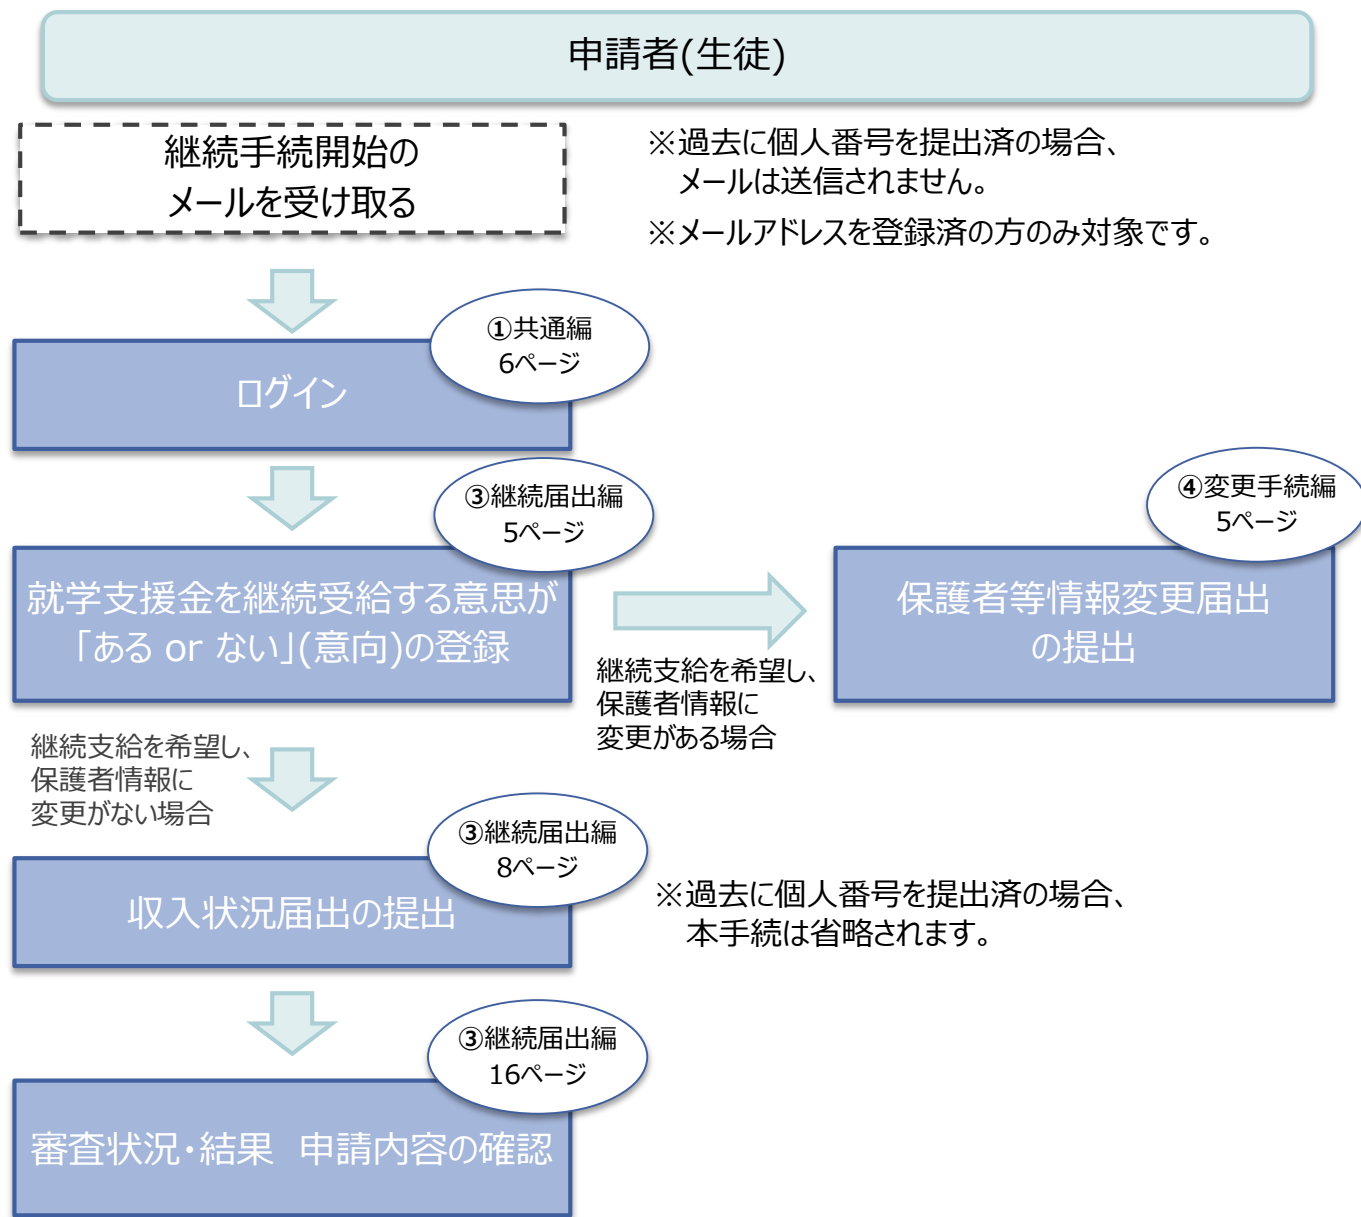 申請者(生徒)
継続手続開始の
メールを受け取る
※過去に個人番号を提出済の場合、
メールは送信されません。
※メールアドレスを登録済の方のみ対象です。
①共通編
6ページ
ログイン
③継続届出編
5ページ
就学支援金を継続受給する意思が
「ある or ない」(意向)の登録
継続支給を希望し、
保護者情報に
変更がある場合
④変更手続編
5ページ
保護者等情報変更届出
の提出
継続支給を希望し、
保護者情報に
変更がない場合
③継続届出編
8ページ
収入状況届出の提出
※過去に個人番号を提出済の場合、
本手続は省略されます。
③継続届出編
16ページ
審査状況・結果　申請内容の確認